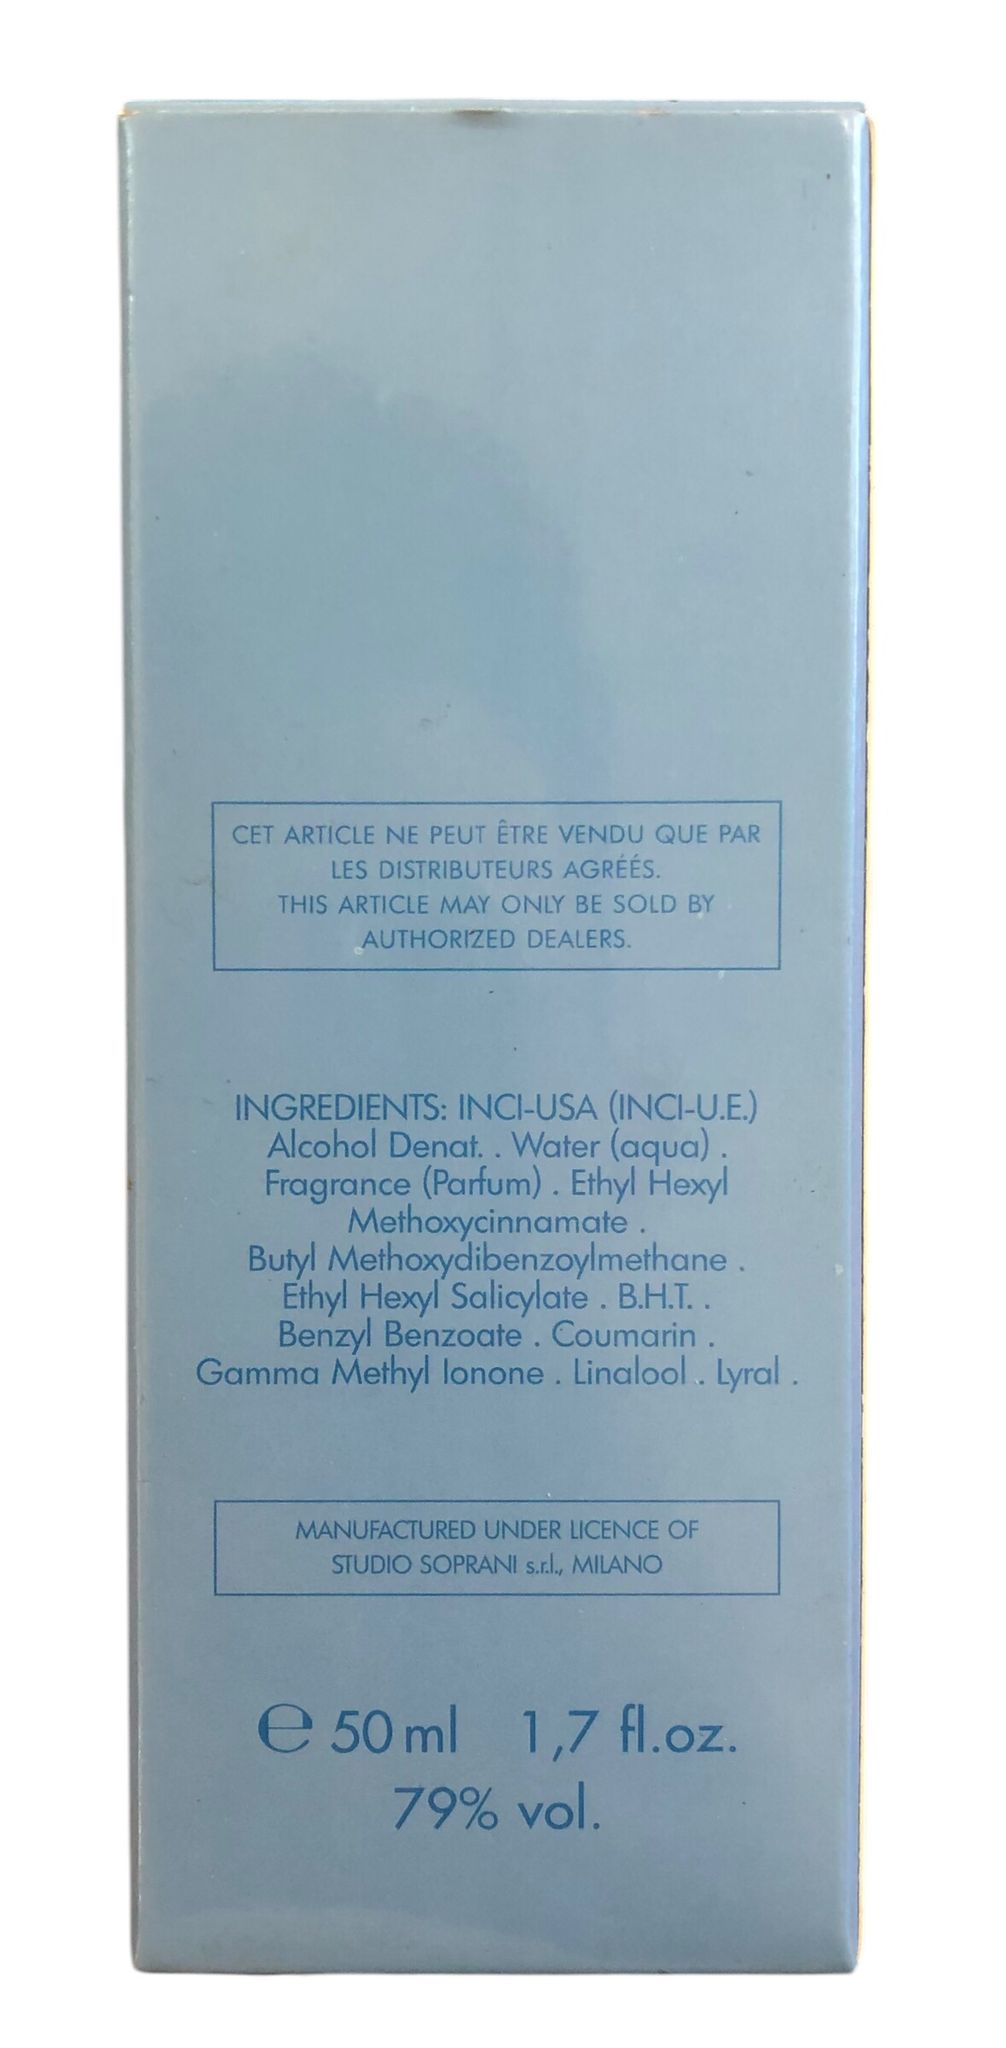 CET ARTICLE NE PEUT ÊTRE VENDU QUE PAR
LES DISTRIBUTEURS AGRÉÉS.
THIS ARTICLE MAY ONLY BE SOLD BY
AUTHORIZED DEALERS.
INGREDIENTS: INCI-USA (INCI-U.E.)
Alcohol Denat. . Water (aqua) .
Fragrance (Parfum) . Ethyl Hexyl
Methoxycinnamate .
Butyl Methoxydibenzoylmethane .
Ethyl Hexyl Salicylate . B.H.T. .
Benzyl Benzoate . Coumarin .
Gamma Methyl Ionone . Linalool . Lyral .
MANUFACTURED UNDER LICENCE OF
STUDIO SOPRANI s.r.l., MILANO
℮ 50 ml 1,7 fl.oz.
79% vol.